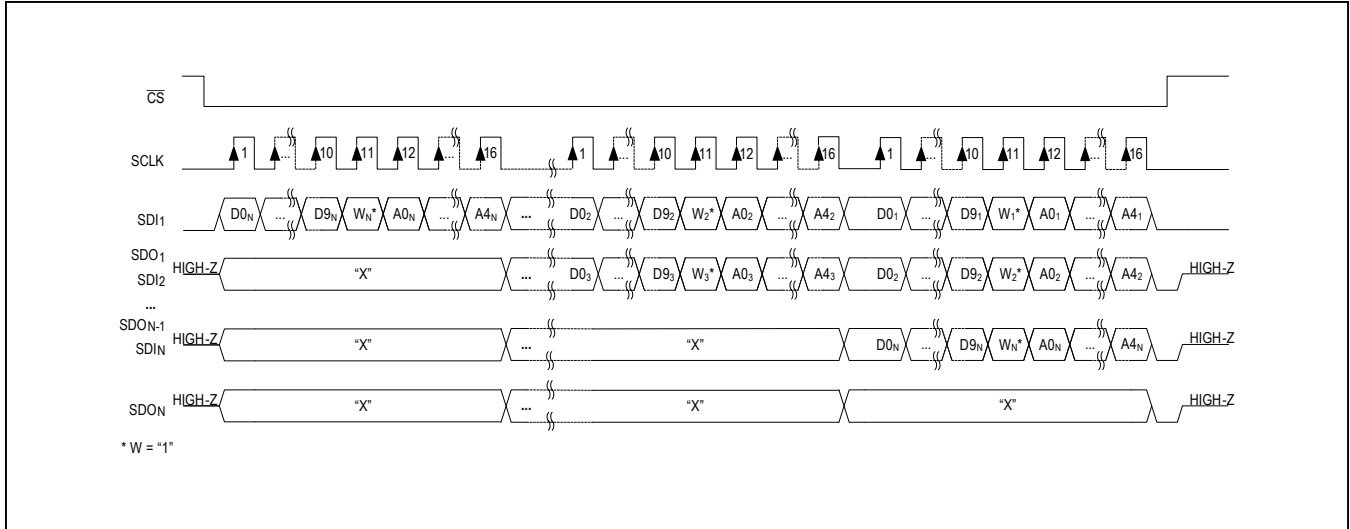 CS
SCLK 1 ... 10 11 12 ... 16 1 ... 10 11 12 ... 16 1 ... 10 11 12 ... 16
SDI1 D0N ... D9N WN* A0N ... A4N ... D02 ... D92 W2* A02 ... A42 D01 ... D91 W1* A01 ... A41
SDO1
SDI2 HIGH-Z "X" ... D03 ... D93 W3* A03 ... A43 D02 ... D92 W2* A02 ... A42 HIGH-Z
...
SDON-1
SDIN HIGH-Z "X" ... "X" D0N ... D9N WN* A0N ... A4N HIGH-Z
SDON HIGH-Z "X" ... "X" "X" HIGH-Z
* W = "1"